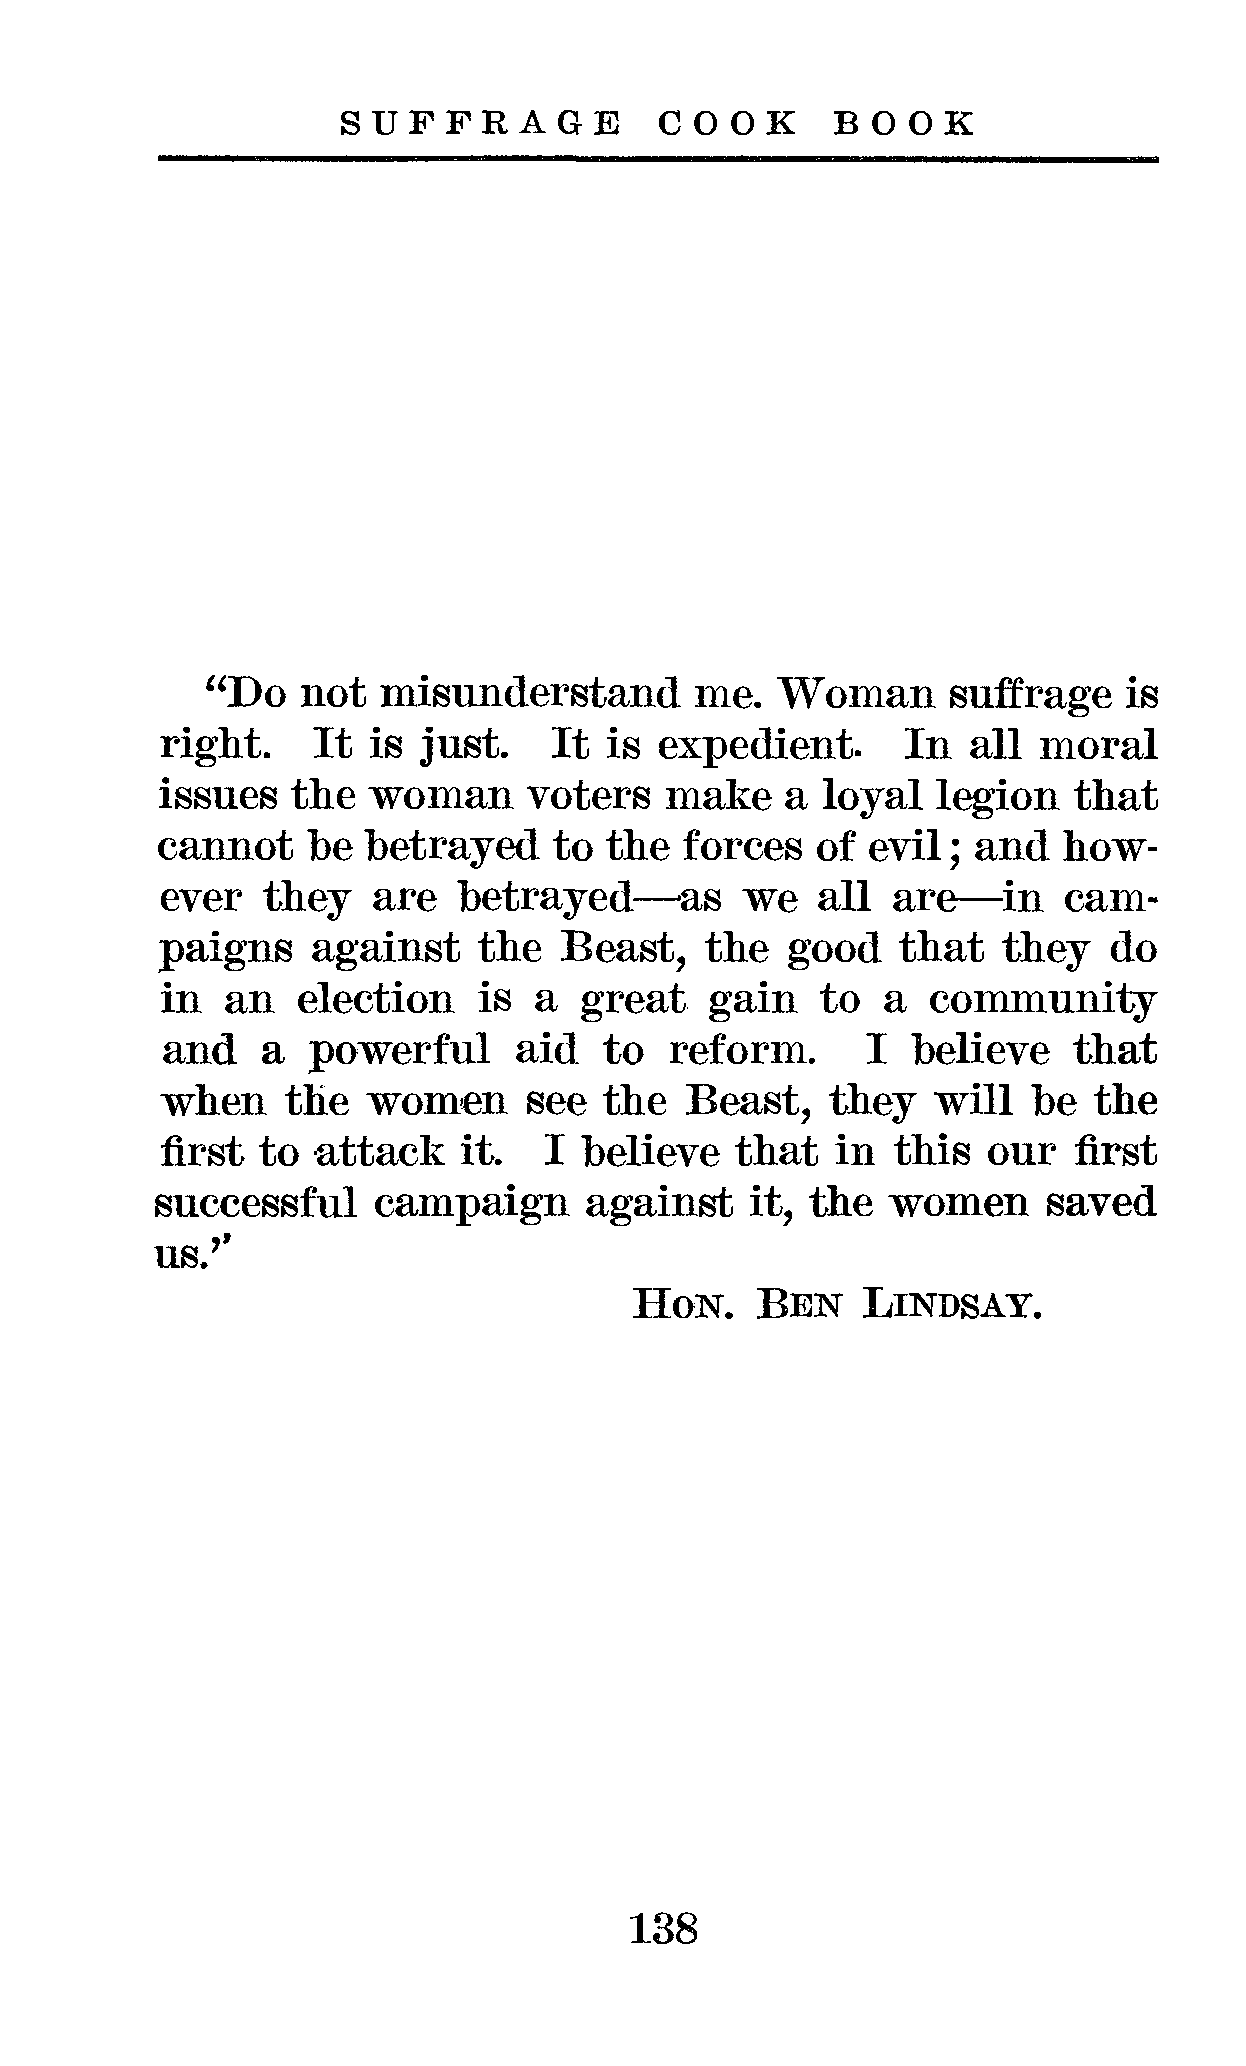 SUFFRAGE COOK BOOK
"Do not misunderstand me. Woman suffrage is
right. It is just. It is expedient. In all moral
issues the woman voters make a loyal legion that
cannot be betrayed to the forces of evil; and how-
ever they are betrayed—as we all are—in cam-
paigns against the Beast, the good that they do
in an election is a great gain to a community
and a powerful aid to reform. I believe that
when the women see the Beast, they will be the
first to attack it. I believe that in this our first
successful campaign against it, the women saved
us."
HON. BEN LINDSAY.
138